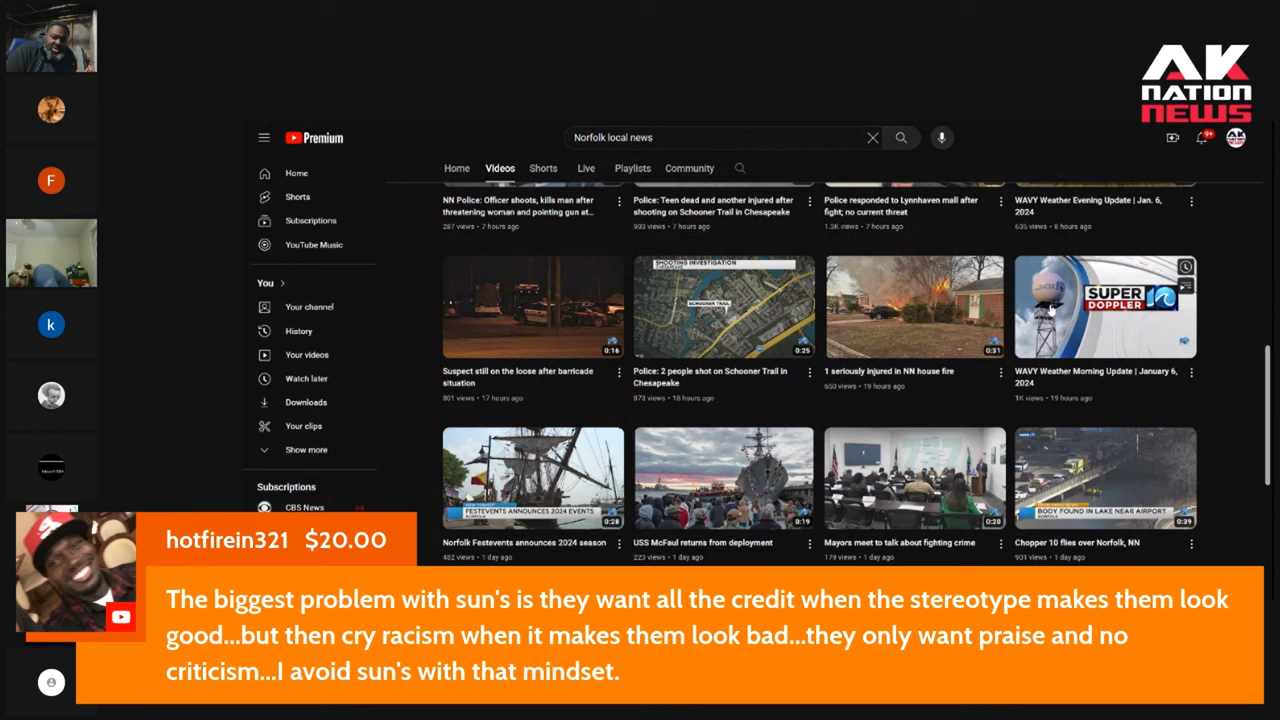 AK
NATION
NEWS
Premium
Norfolk local news
9+
Home
Videos
Shorts
Live
Playlists
Community
Home
Shorts
Subscriptions
YouTube Music
You
Your channel
History
Your videos
Watch later
Downloads
Your clips
Show more
Subscriptions
CBS News
NN Police: Officer shoots, kills man after
threatening woman and pointing gun at...
287 views • 7 hours ago
Police: Teen dead and another injured after
shooting on Schooner Trail in Chesapeake
903 views • 7 hours ago
Police responded to Lynnhaven mall after
fight; no current threat
1.3K views • 7 hours ago
WAVY Weather Evening Update | Jan. 6,
2024
635 views • 8 hours ago
0:16
Suspect still on the loose after barricade
situation
801 views • 17 hours ago
SHOOTING INVESTIGATION
CHESAPEAKE
SCHOONER TRAIL
0:25
Police: 2 people shot on Schooner Trail in
Chesapeake
873 views • 18 hours ago
0:31
1 seriously injured in NN house fire
650 views • 19 hours ago
SUPER
DOPPLER
WAVY Weather Morning Update | January 6,
2024
1K views • 19 hours ago
FESTEVENTS ANNOUNCES 2024 EVENTS
NORFOLK
0:28
Norfolk Festevents announces 2024 season
482 views • 1 day ago
0:19
USS McFaul returns from deployment
223 views • 1 day ago
0:20
Mayors meet to talk about fighting crime
179 views • 1 day ago
BODY FOUND IN LAKE NEAR AIRPORT
NORFOLK
0:39
Chopper 10 flies over Norfolk, NN
901 views • 1 day ago
F
k
hotfirein321 $20.00
The biggest problem with sun's is they want all the credit when the stereotype makes them look
good...but then cry racism when it makes them look bad...they only want praise and no
criticism...I avoid sun's with that mindset.